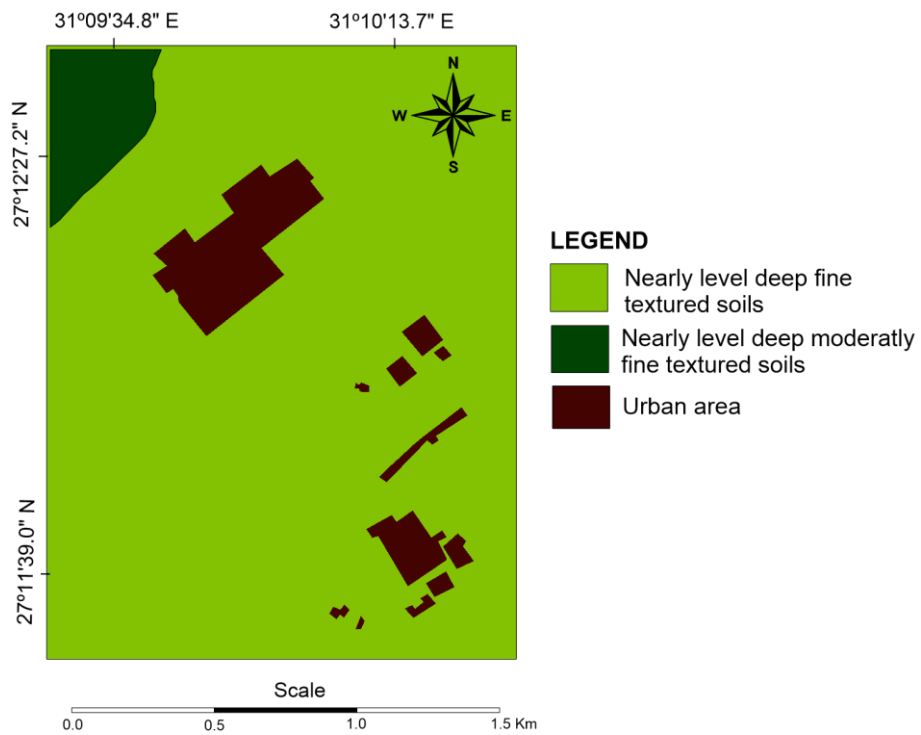 31º09'34.8" E
31º10'13.7" E
27º12'27.2" N
27º11'39.0" N
N
W
E
S
LEGEND
Nearly level deep fine
textured soils
Nearly level deep moderatly
fine textured soils
Urban area
Scale
0.0
0.5
1.0
1.5 Km